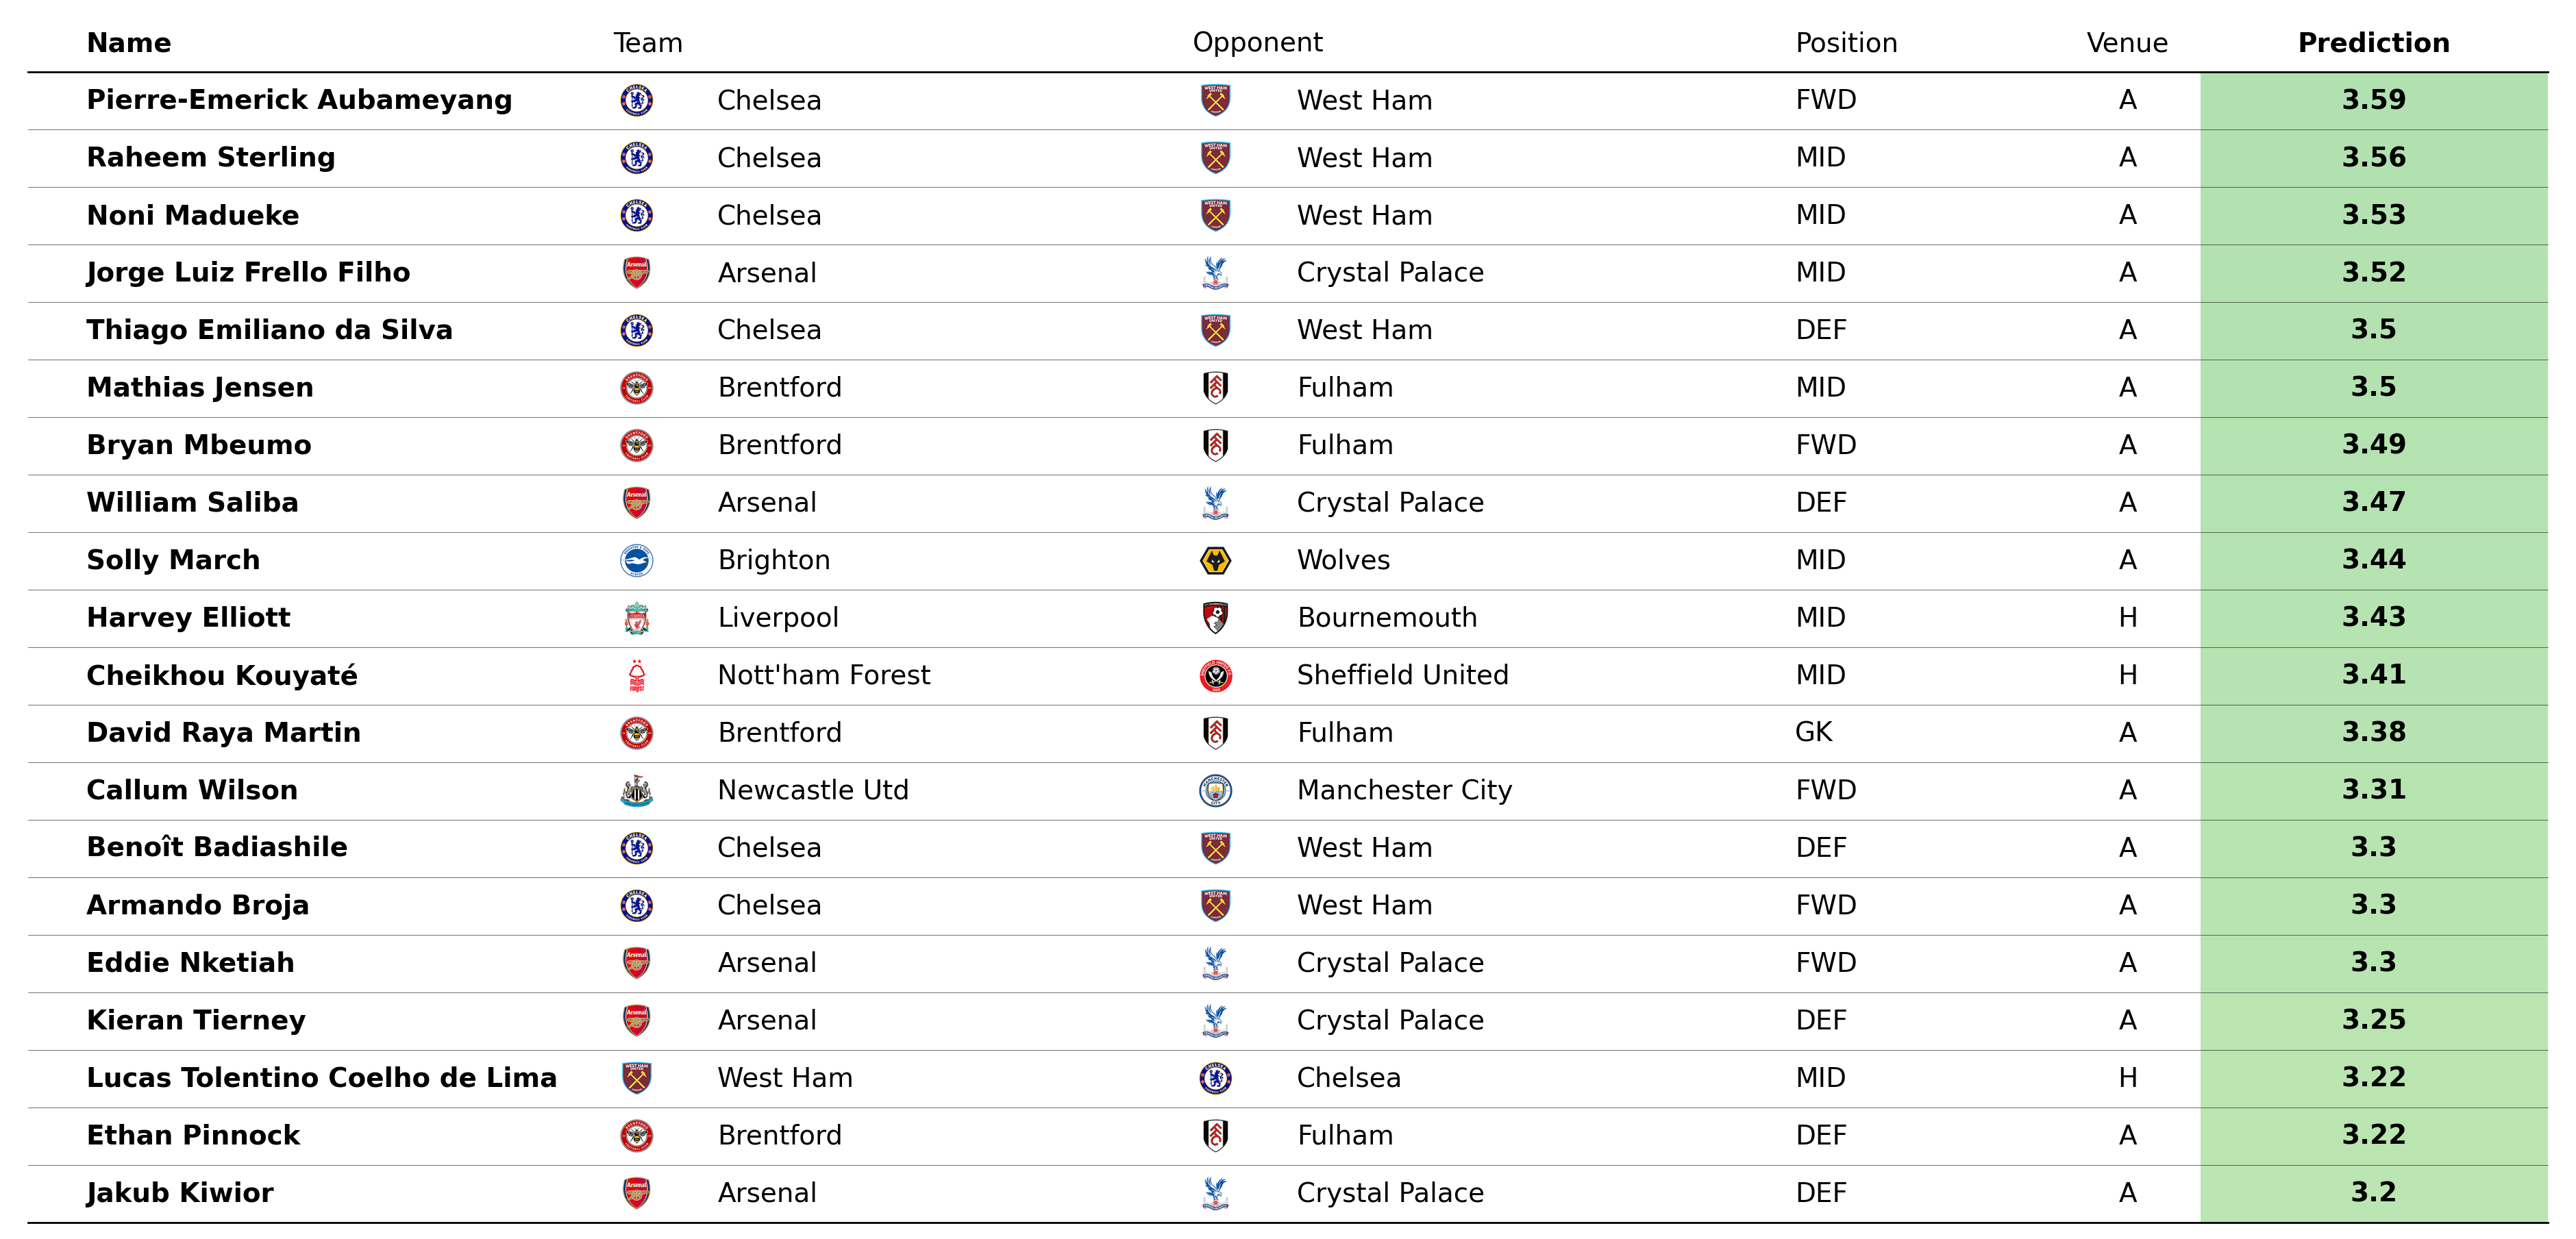 Name Team Opponent Position Venue Prediction
Pierre-Emerick Aubameyang Chelsea West Ham FWD A 3.59
Raheem Sterling Chelsea West Ham MID A 3.56
Noni Madueke Chelsea West Ham MID A 3.53
Jorge Luiz Frello Filho Arsenal Crystal Palace MID A 3.52
Thiago Emiliano da Silva Chelsea West Ham DEF A 3.5
Mathias Jensen Brentford Fulham MID A 3.5
Bryan Mbeumo Brentford Fulham FWD A 3.49
William Saliba Arsenal Crystal Palace DEF A 3.47
Solly March Brighton Wolves MID A 3.44
Harvey Elliott Liverpool Bournemouth MID H 3.43
Cheikhou Kouyaté Nott'ham Forest Sheffield United MID H 3.41
David Raya Martin Brentford Fulham GK A 3.38
Callum Wilson Newcastle Utd Manchester City FWD A 3.31
Benoît Badiashile Chelsea West Ham DEF A 3.3
Armando Broja Chelsea West Ham FWD A 3.3
Eddie Nketiah Arsenal Crystal Palace FWD A 3.3
Kieran Tierney Arsenal Crystal Palace DEF A 3.25
Lucas Tolentino Coelho de Lima West Ham Chelsea MID H 3.22
Ethan Pinnock Brentford Fulham DEF A 3.22
Jakub Kiwior Arsenal Crystal Palace DEF A 3.2